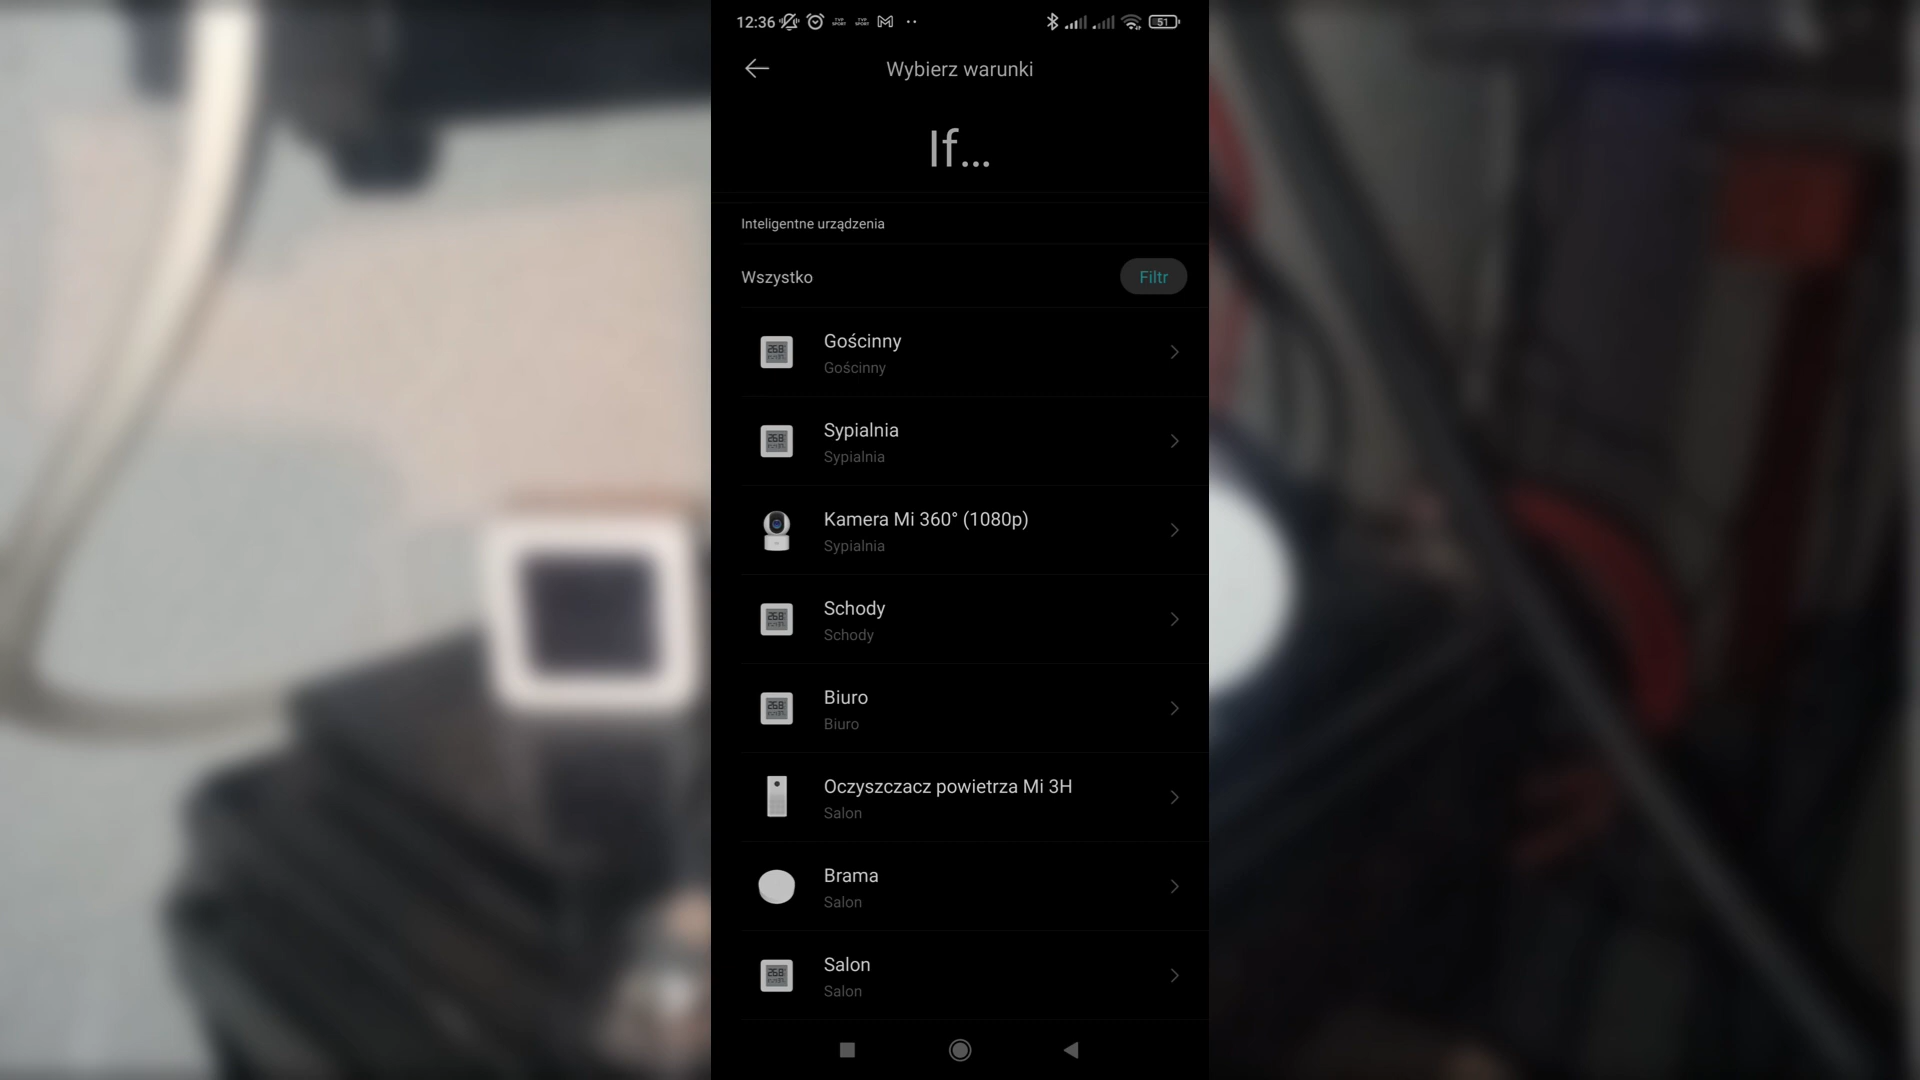 12:36
51
Wybierz warunki
If...
Inteligentne urządzenia
Wszystko
Filtr
Gościnny
Gościnny
Sypialnia
Sypialnia
Kamera Mi 360° (1080p)
Sypialnia
Schody
Schody
Biuro
Biuro
Oczyszczacz powietrza Mi 3H
Salon
Brama
Salon
Salon
Salon